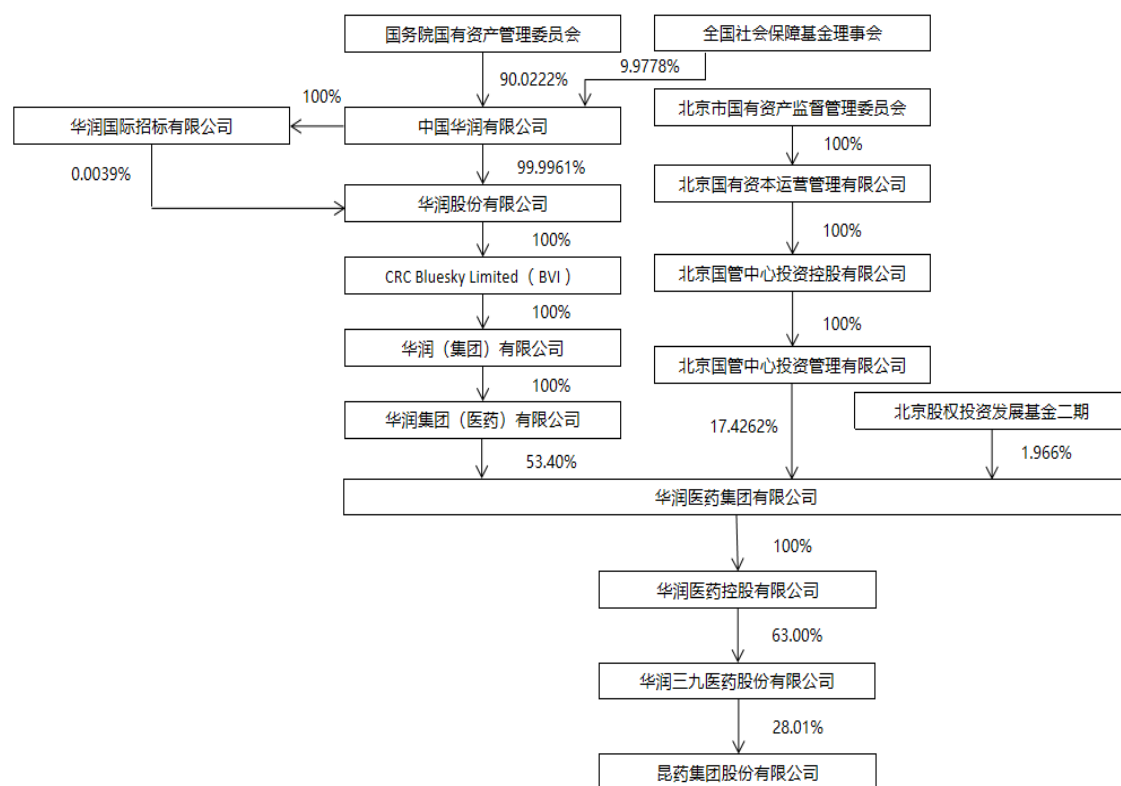 国务院国有资产管理委员会
全国社会保障基金理事会
90.0222%
9.9778%
100%
华润国际招标有限公司
中国华润有限公司
北京市国有资产监督管理委员会
0.0039%
99.9961%
100%
华润股份有限公司
北京国有资本运营管理有限公司
100%
100%
CRC Bluesky Limited（BVI）
北京国管中心投资控股有限公司
100%
100%
华润（集团）有限公司
北京国管中心投资管理有限公司
100%
华润集团（医药）有限公司
北京股权投资发展基金二期
17.4262%
53.40%
1.966%
华润医药集团有限公司
100%
华润医药控股有限公司
63.00%
华润三九医药股份有限公司
28.01%
昆药集团股份有限公司